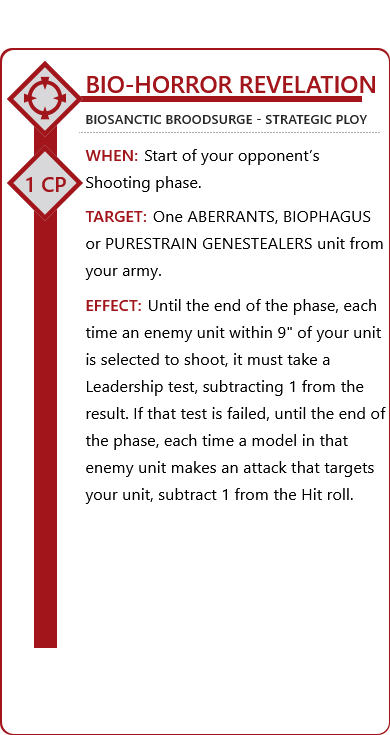 BIO-HORROR REVELATION
BIOSANCTIC BROODSURGE - STRATEGIC PLOY
1 CP
WHEN: Start of your opponent’s
Shooting phase.
TARGET: One ABERRANTS, BIOPHAGUS
or PURESTRAIN GENESTEALERS unit from
your army.
EFFECT: Until the end of the phase, each
time an enemy unit within 9" of your unit
is selected to shoot, it must take a
Leadership test, subtracting 1 from the
result. If that test is failed, until the end of
the phase, each time a model in that
enemy unit makes an attack that targets
your unit, subtract 1 from the Hit roll.